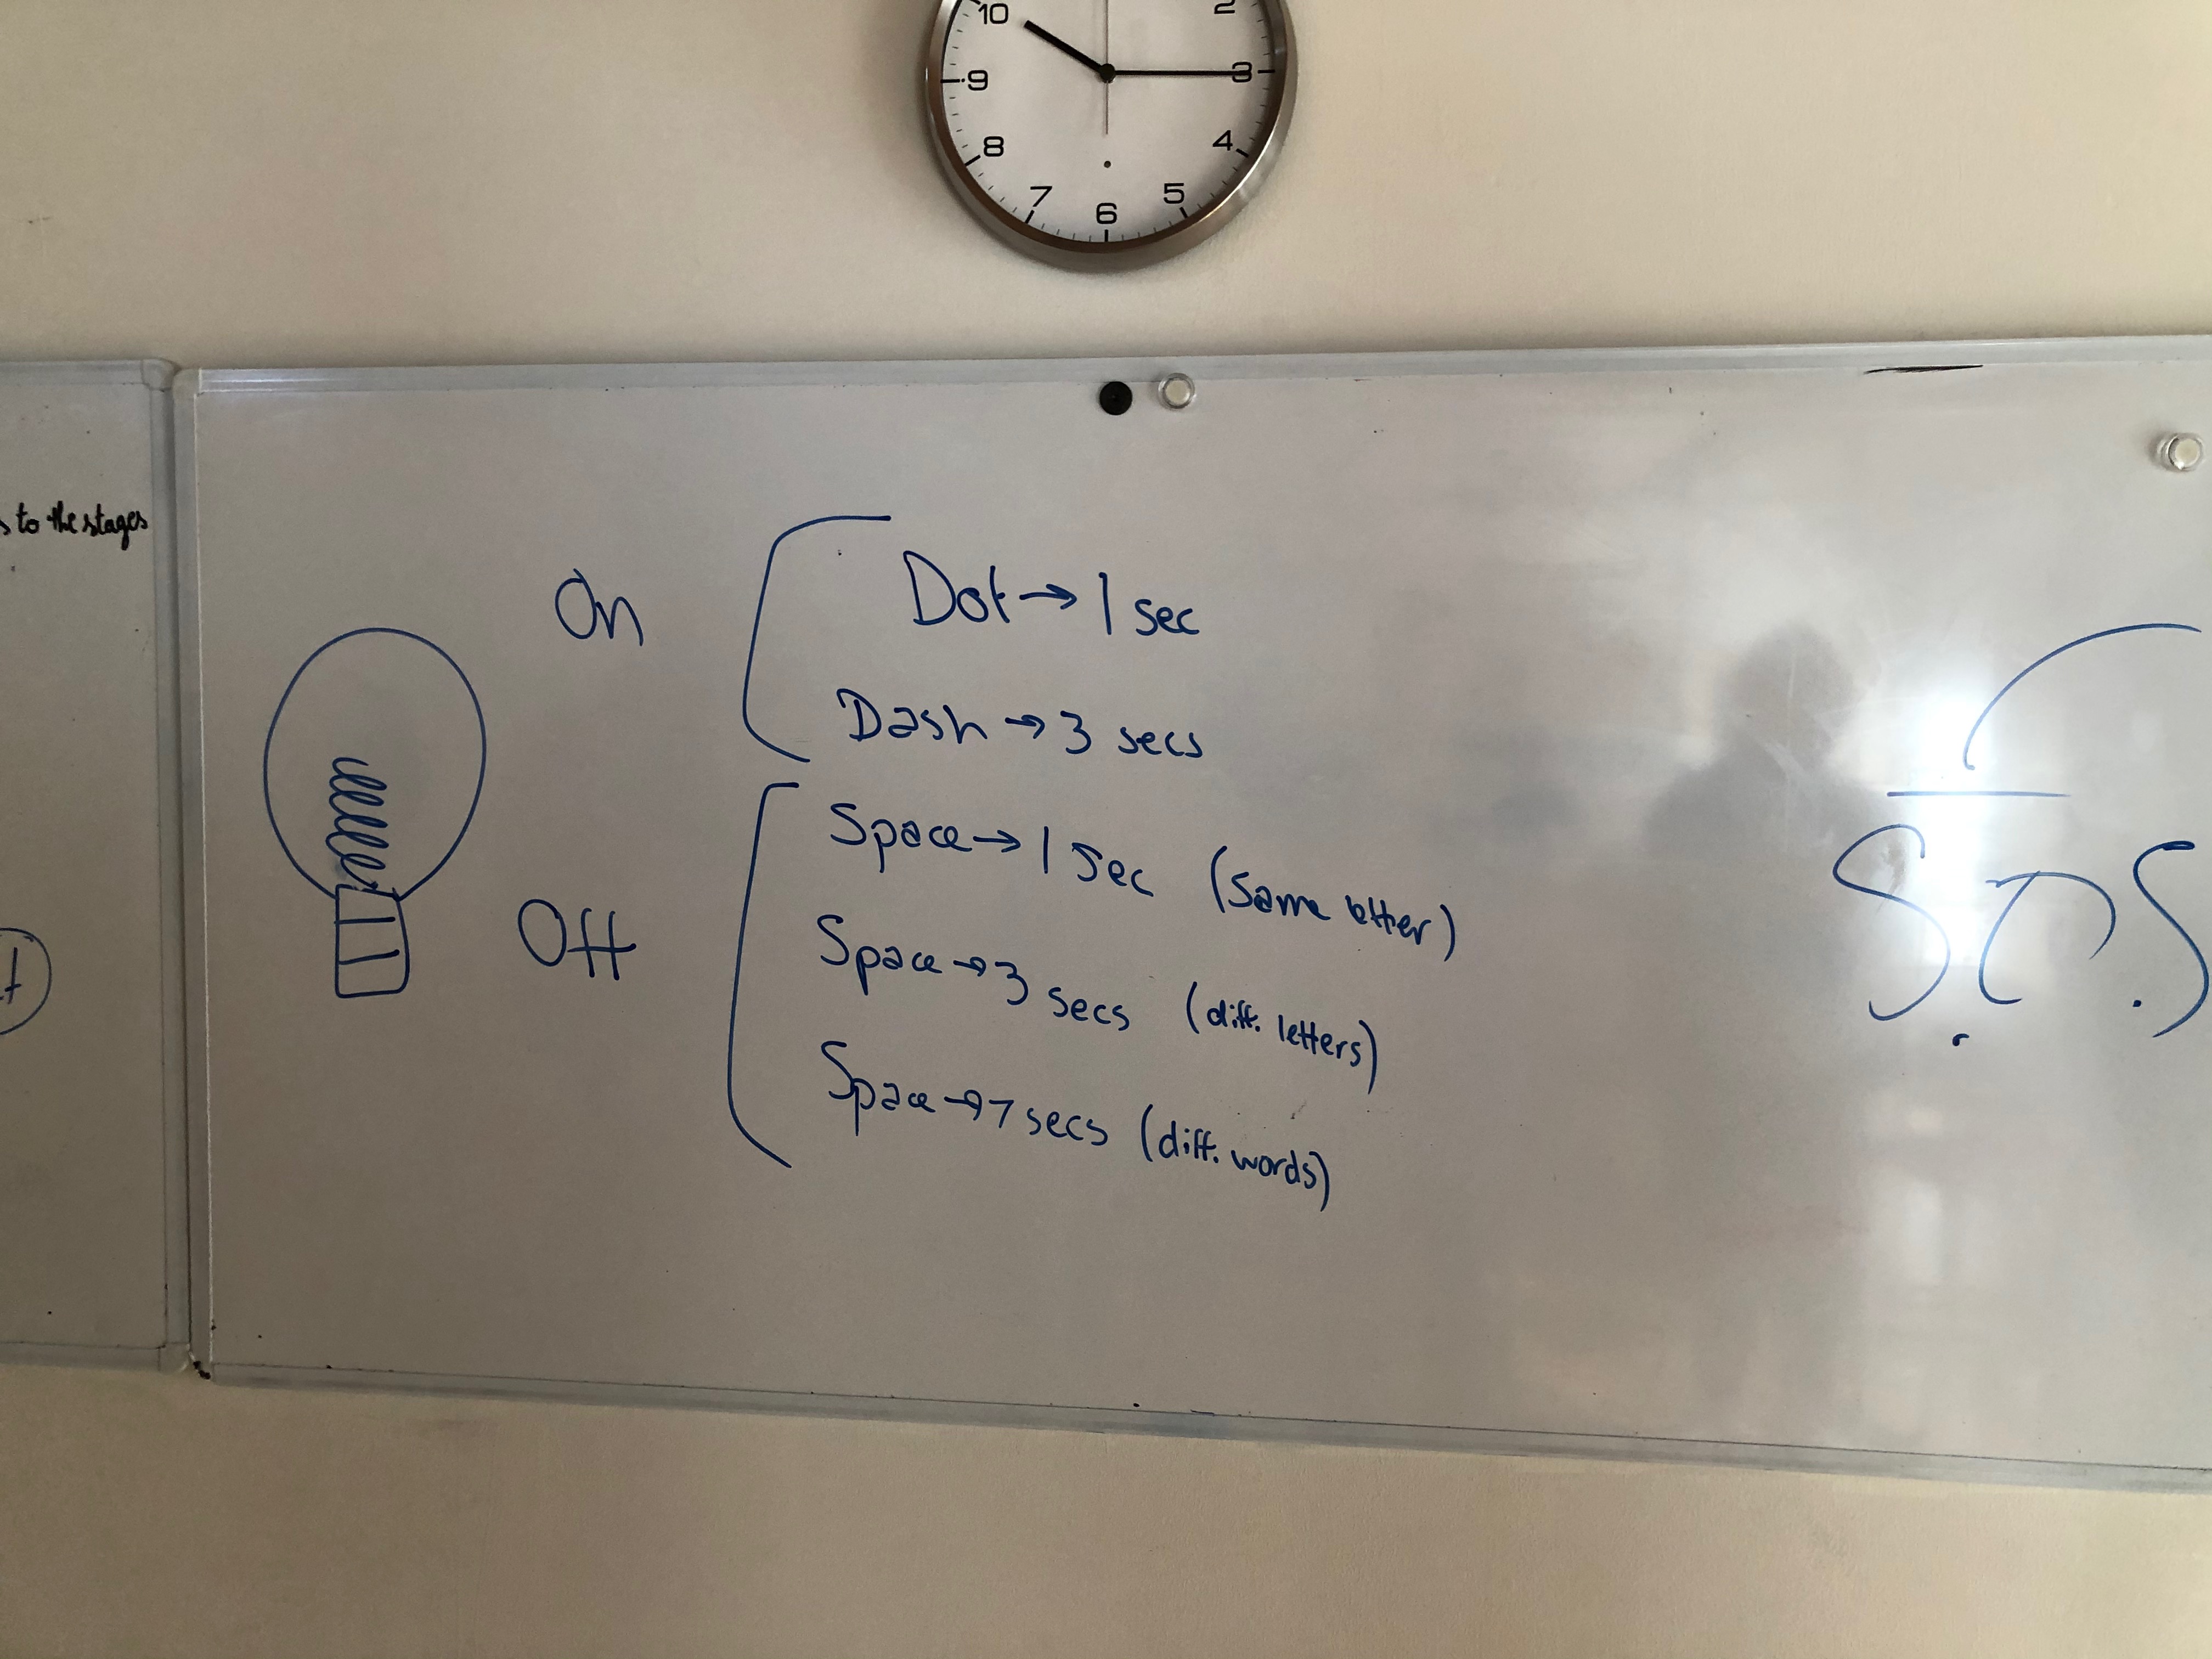 10
2
9
3
8
4
7
5
6
s to the stages
On
Dot → 1 sec
Dash → 3 secs
Off
Space → 1 sec (same letter)
Space → 3 secs (diff. letters)
Space → 7 secs (diff. words)
S.O.S